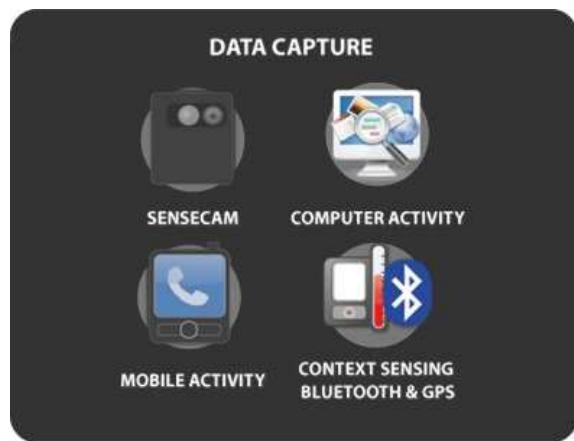 DATA CAPTURE
SENSECAM
COMPUTER ACTIVITY
MOBILE ACTIVITY
CONTEXT SENSING
BLUETOOTH & GPS